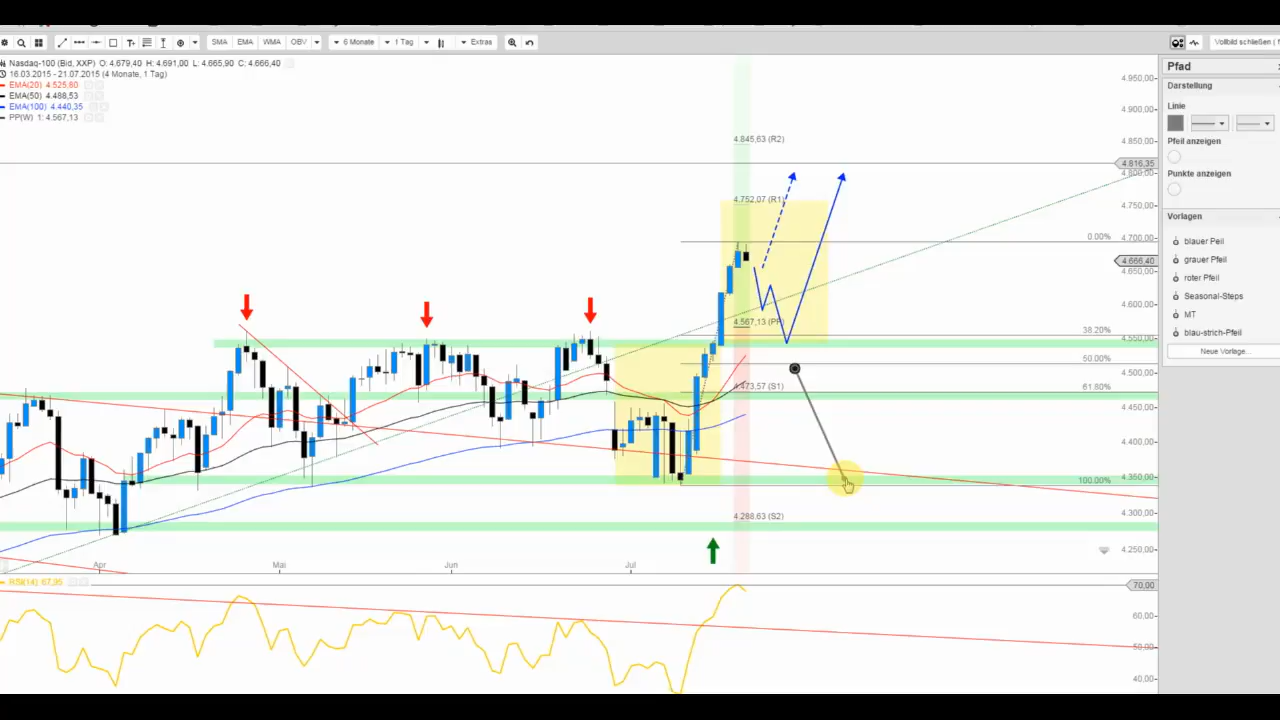 SMA EMA WMA OBV 6 Monate 1 Tag Extras Vollbild schließen
Nasdaq-100 (Bid, XXP) O: 4.679,40 H: 4.691,00 L: 4.665,90 C: 4.666,40
16.03.2015 - 21.07.2015 (4 Monate, 1 Tag)
EMA(20) 4.525,60
EMA(50) 4.488,53
EMA(100) 4.440,35
PP(W) 1: 4.567,13
4.845,63 (R2)
4.752,07 (R1)
4.567,13 (PP)
4.473,57 (S1)
4.288,63 (S2)
0.00%
38.20%
50.00%
61.80%
100.00%
4.950,00
4.900,00
4.850,00
4.816,35
4.800,00
4.750,00
4.700,00
4.666,40
4.650,00
4.600,00
4.550,00
4.500,00
4.450,00
4.400,00
4.350,00
4.300,00
4.250,00
Apr Mai Jun Jul
RSI(14) 67,95
70,00
60,00
50,00
40,00
Pfad
Darstellung
Linie
Pfeil anzeigen
Punkte anzeigen
Vorlagen
blauer Peil
grauer Pfeil
roter Pfeil
Seasonal-Steps
MT
blau-strich-Pfeil
Neue Vorlage...